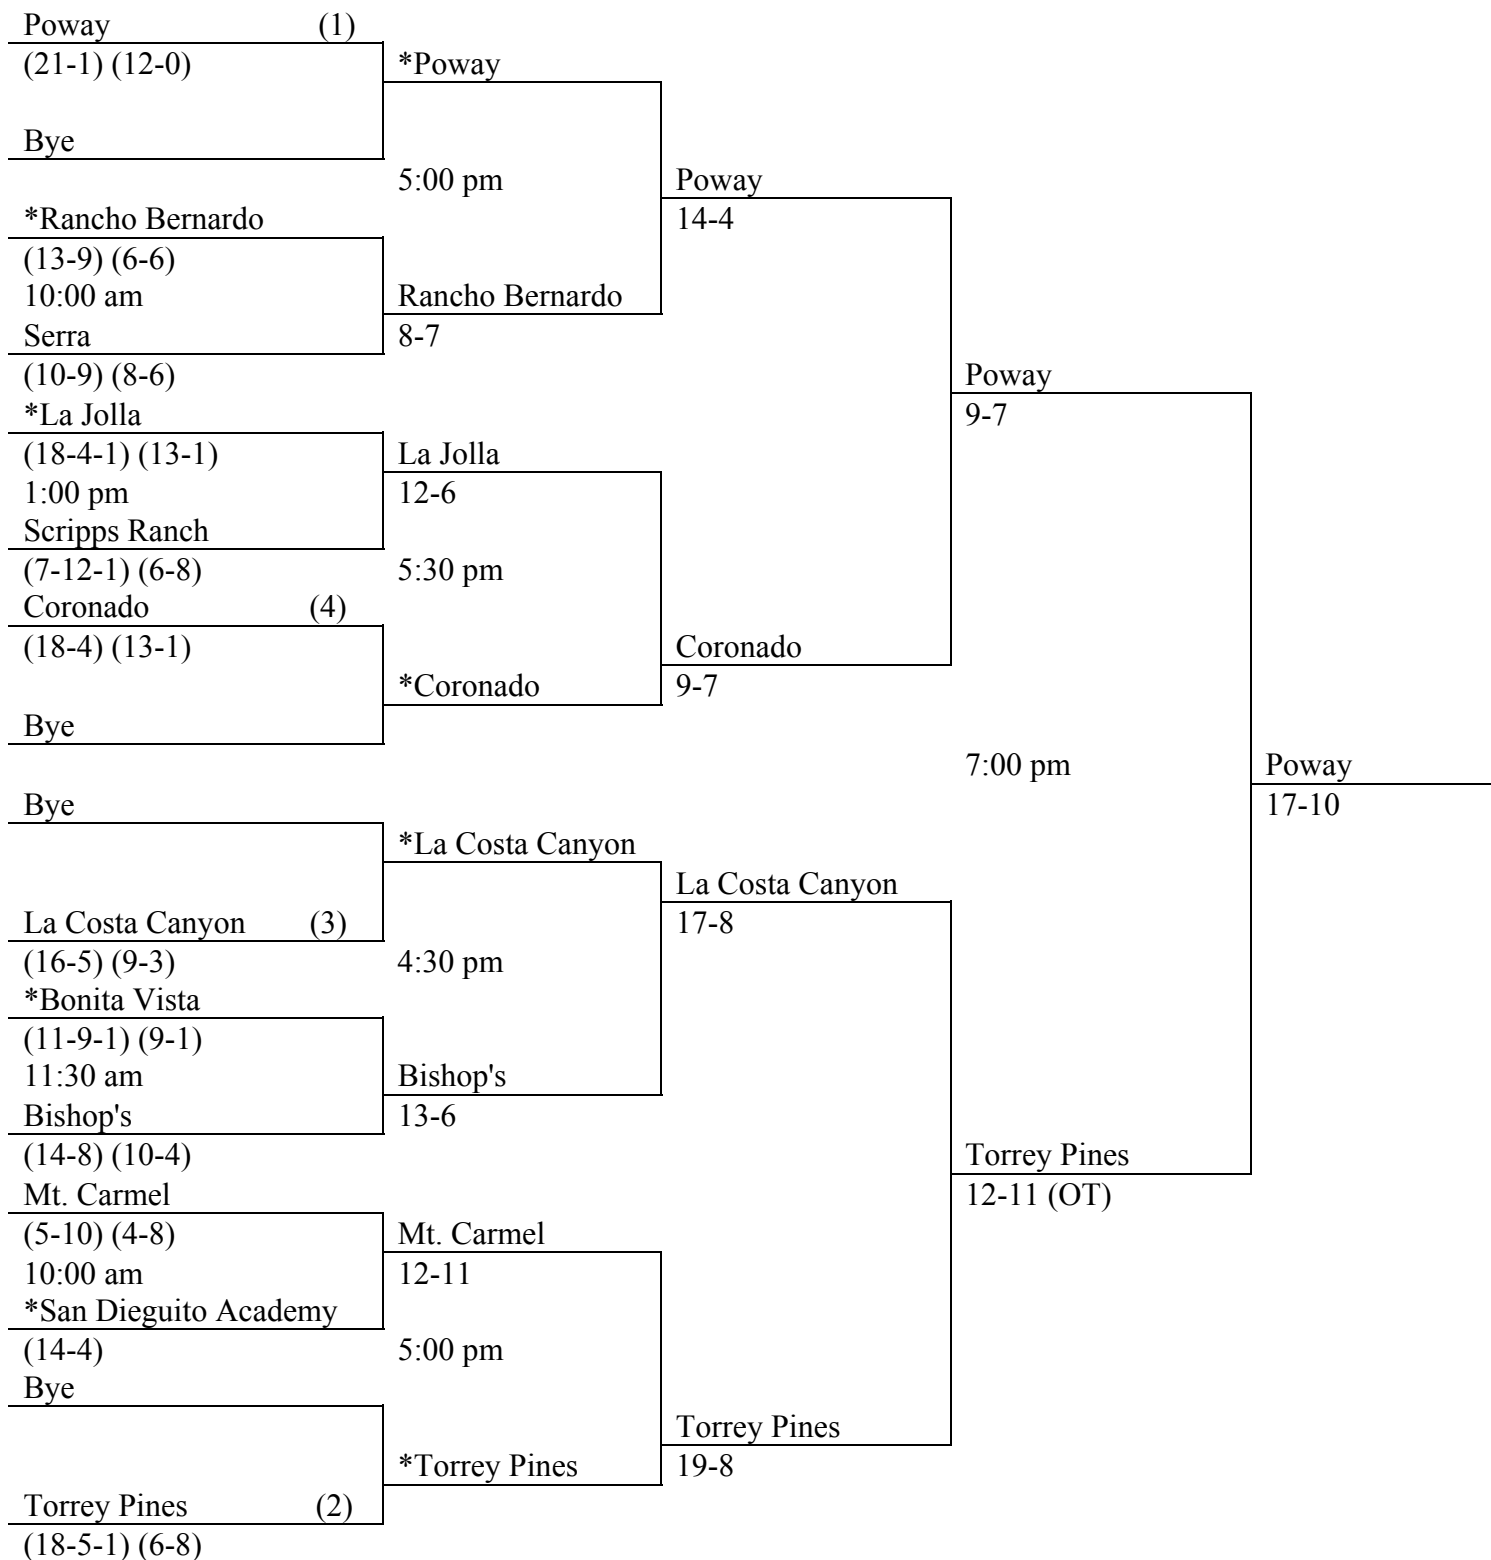 Poway (1)
(21-1) (12-0)
*Poway
Bye
5:00 pm
Poway
*Rancho Bernardo
14-4
(13-9) (6-6)
10:00 am
Rancho Bernardo
Serra
8-7
(10-9) (8-6)
Poway
*La Jolla
9-7
(18-4-1) (13-1)
La Jolla
1:00 pm
12-6
Scripps Ranch
(7-12-1) (6-8)
5:30 pm
Coronado (4)
(18-4) (13-1)
Coronado
*Coronado
9-7
Bye
7:00 pm
Poway
Bye
17-10
*La Costa Canyon
La Costa Canyon
La Costa Canyon (3)
17-8
(16-5) (9-3)
4:30 pm
*Bonita Vista
(11-9-1) (9-1)
11:30 am
Bishop's
Bishop's
13-6
(14-8) (10-4)
Torrey Pines
Mt. Carmel
12-11 (OT)
(5-10) (4-8)
Mt. Carmel
10:00 am
12-11
*San Dieguito Academy
(14-4)
5:00 pm
Bye
Torrey Pines
*Torrey Pines
19-8
Torrey Pines (2)
(18-5-1) (6-8)